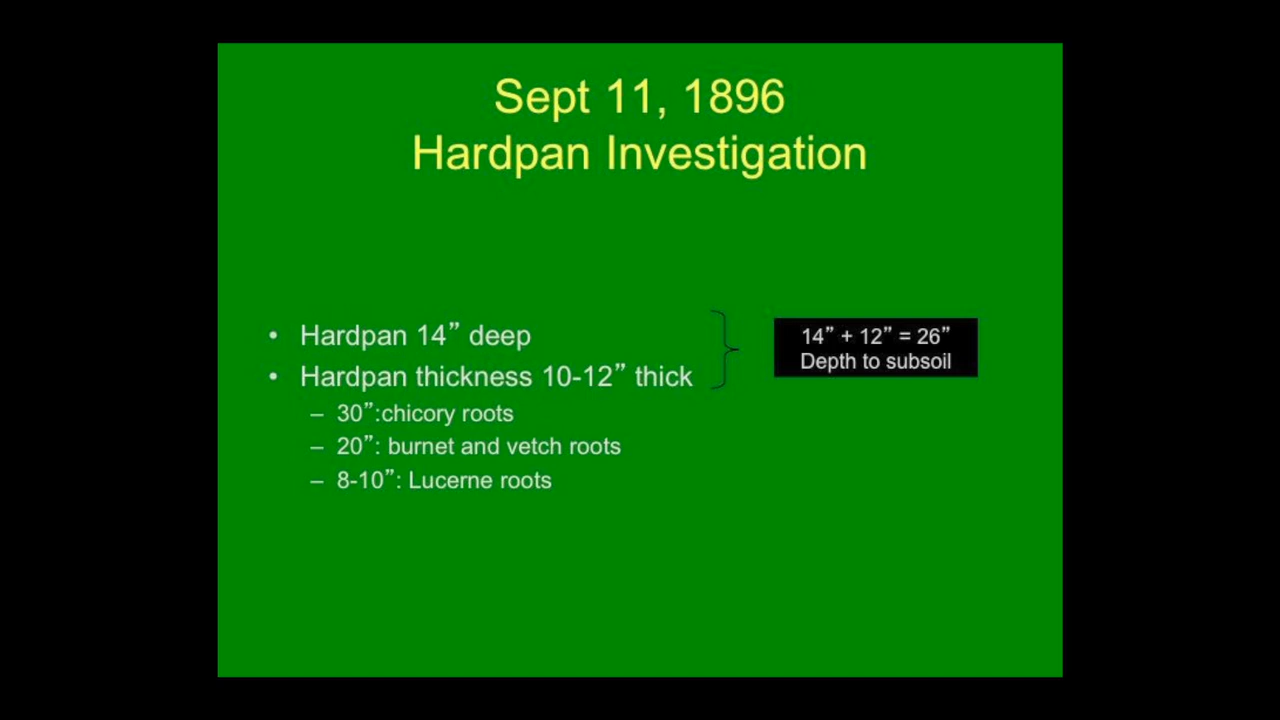 Sept 11, 1896
Hardpan Investigation
• Hardpan 14” deep
• Hardpan thickness 10-12” thick
– 30”:chicory roots
– 20”: burnet and vetch roots
– 8-10”: Lucerne roots
14” + 12” = 26”
Depth to subsoil